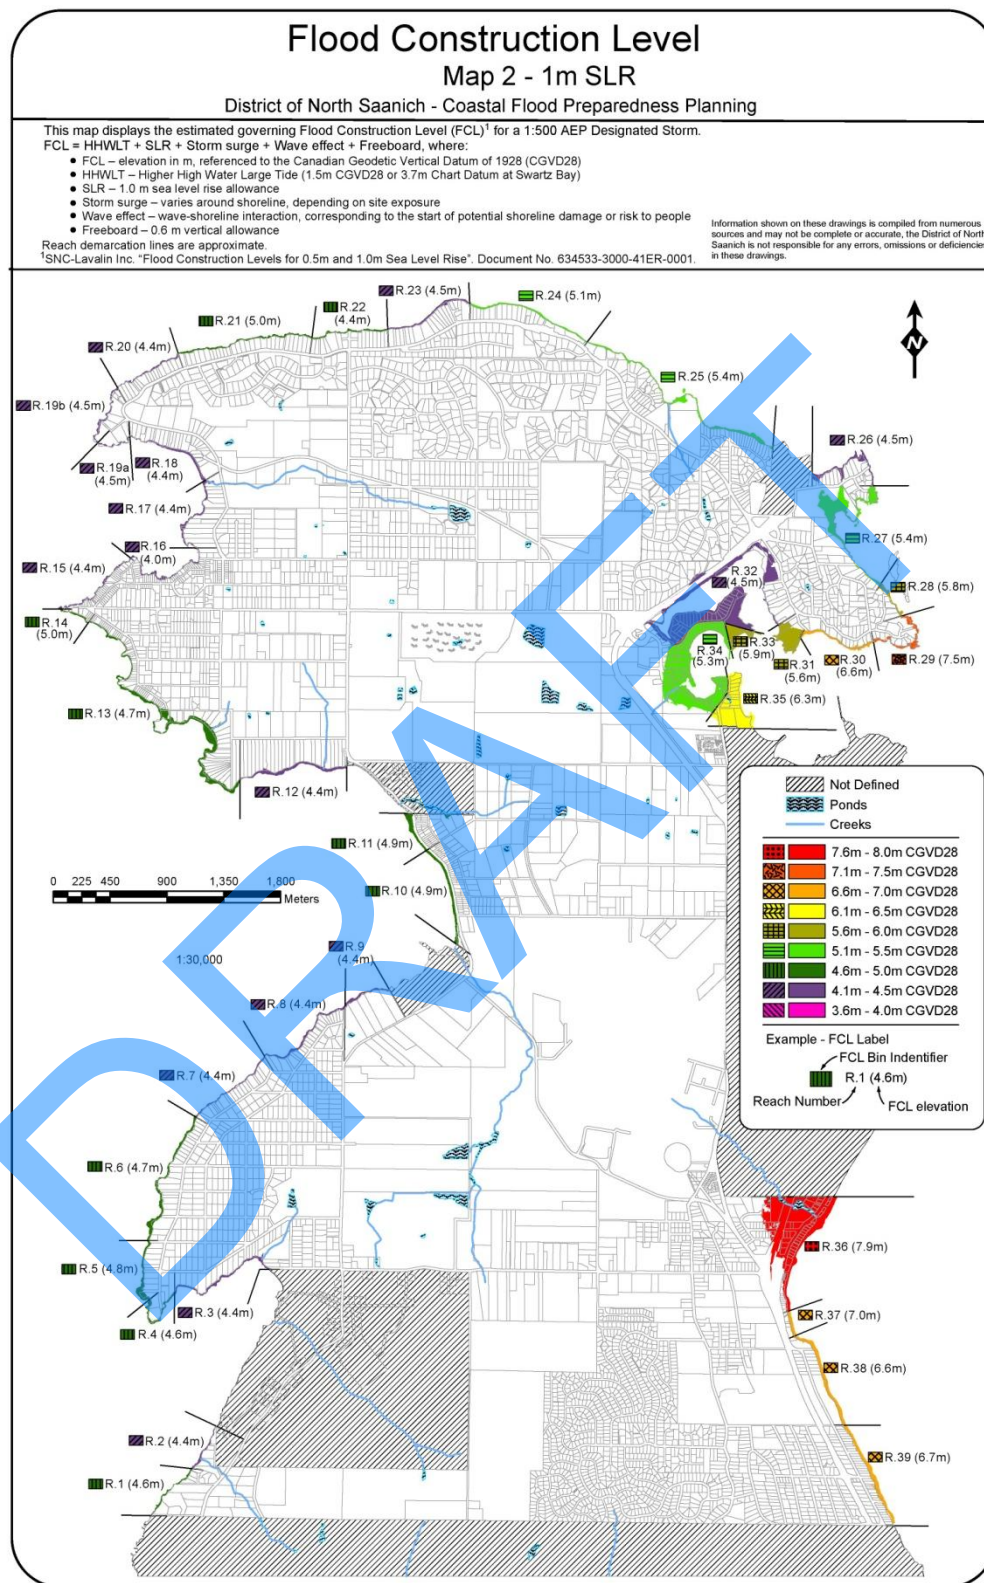 Flood Construction Level
Map 2 - 1m SLR
District of North Saanich - Coastal Flood Preparedness Planning
This map displays the estimated governing Flood Construction Level (FCL)¹ for a 1:500 AEP Designated Storm.
FCL = HHWLT + SLR + Storm surge + Wave effect + Freeboard, where:
● FCL – elevation in m, referenced to the Canadian Geodetic Vertical Datum of 1928 (CGVD28)
● HHWLT – Higher High Water Large Tide (1.5m CGVD28 or 3.7m Chart Datum at Swartz Bay)
● SLR – 1.0 m sea level rise allowance
● Storm surge – varies around shoreline, depending on site exposure
● Wave effect – wave-shoreline interaction, corresponding to the start of potential shoreline damage or risk to people
● Freeboard – 0.6 m vertical allowance
Reach demarcation lines are approximate.
¹SNC-Lavalin Inc. "Flood Construction Levels for 0.5m and 1.0m Sea Level Rise". Document No. 634533-3000-41ER-0001.
Information shown on these drawings is compiled from numerous
sources and may not be complete or accurate, the District of North
Saanich is not responsible for any errors, omissions or deficiencies
in these drawings.
R.23 (4.5m)
R.24 (5.1m)
R.22
(4.4m)
R.21 (5.0m)
N
R.20 (4.4m)
R.25 (5.4m)
R.19b (4.5m)
R.26 (4.5m)
R.19a
(4.5m)
R.18
(4.4m)
R.17 (4.4m)
R.27 (5.4m)
R.16
(4.0m)
R.15 (4.4m)
R.32
(4.5m)
R.28 (5.8m)
R.14
(5.0m)
R.34
(5.3m)
R.33
(5.9m)
R.31
(5.6m)
R.30
(6.6m)
R.29 (7.5m)
R.35 (6.3m)
R.13 (4.7m)
R.12 (4.4m)
R.11 (4.9m)
R.10 (4.9m)
0 225 450 900 1,350 1,800
Meters
1:30,000
R.9
(4.4m)
R.8 (4.4m)
R.7 (4.4m)
R.6 (4.7m)
R.5 (4.8m)
R.3 (4.4m)
R.4 (4.6m)
R.2 (4.4m)
R.1 (4.6m)
Not Defined
Ponds
Creeks
7.6m - 8.0m CGVD28
7.1m - 7.5m CGVD28
6.6m - 7.0m CGVD28
6.1m - 6.5m CGVD28
5.6m - 6.0m CGVD28
5.1m - 5.5m CGVD28
4.6m - 5.0m CGVD28
4.1m - 4.5m CGVD28
3.6m - 4.0m CGVD28
Example - FCL Label
FCL Bin Indentifier
R.1 (4.6m)
Reach Number
FCL elevation
R.36 (7.9m)
R.37 (7.0m)
R.38 (6.6m)
R.39 (6.7m)
DRAFT